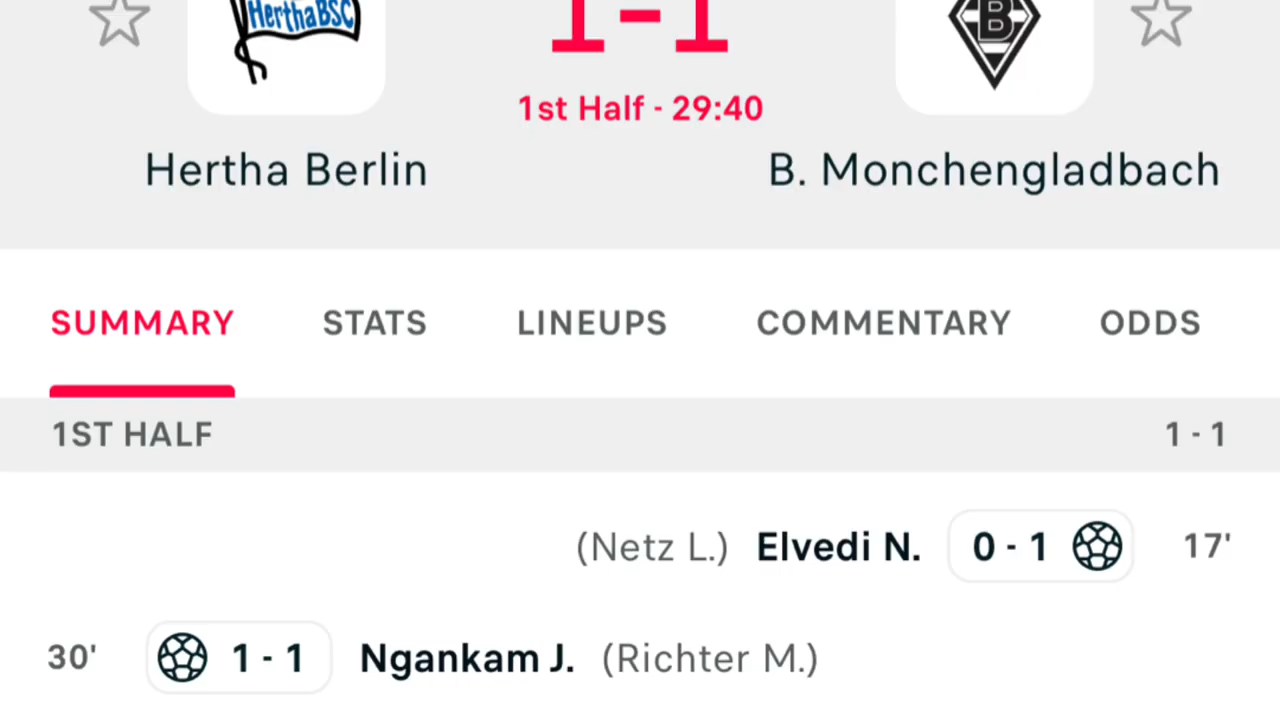 HerthaBSC
1-1
B
1st Half - 29:40
Hertha Berlin
B. Monchengladbach
SUMMARY STATS LINEUPS COMMENTARY ODDS
1ST HALF 1 - 1
(Netz L.) Elvedi N. 0 - 1 17'
30' 1 - 1 Ngankam J. (Richter M.)